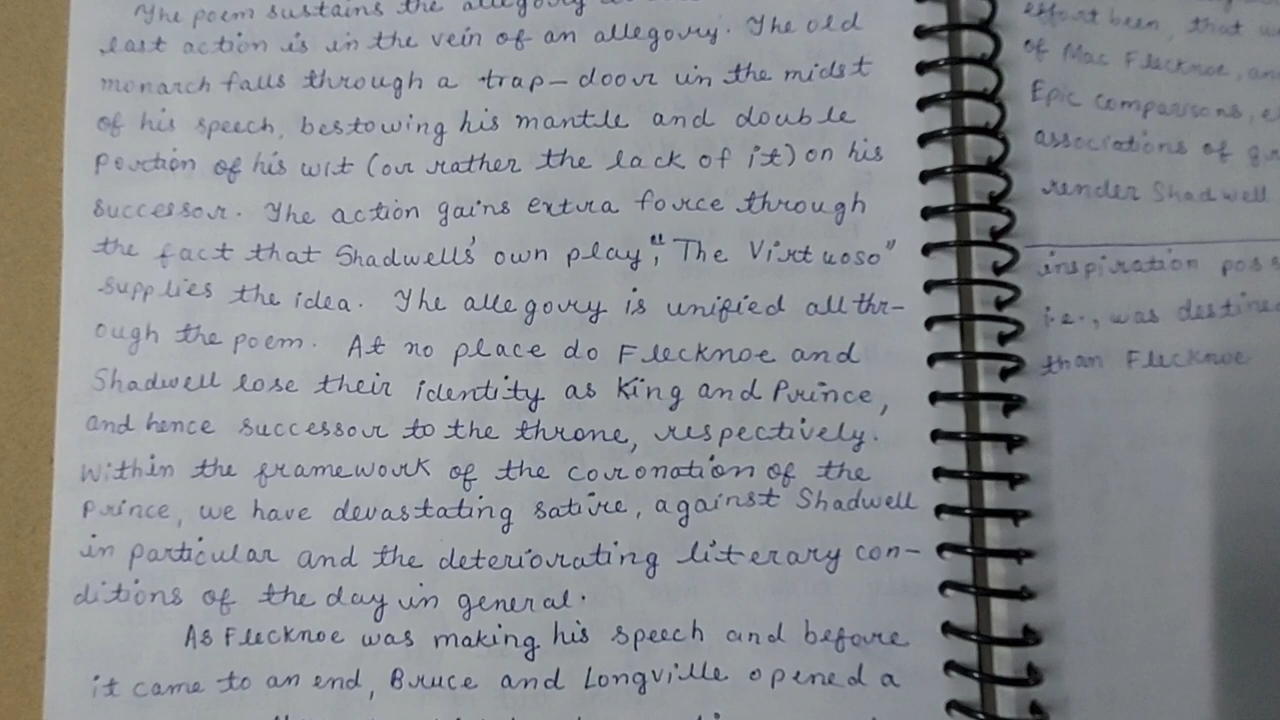 The poem sustains the allegory
last action is in the vein of an allegory. The old
monarch falls through a trap-door in the midst
of his speech, bestowing his mantle and double
portion of his wit (or rather the lack of it) on his
successor. The action gains extra force through
the fact that Shadwells' own play, "The Virtuoso"
supplies the idea. The allegory is unified all thr-
ough the poem. At no place do Flecknoe and
Shadwell lose their identity as King and Prince,
and hence successor to the throne, respectively.
Within the framework of the coronation of the
Prince, we have devastating satire, against Shadwell
in particular and the deteriorating literary con-
ditions of the day in general.
As Flecknoe was making his speech and before
it came to an end, Bruce and Longville opened a
effort been, that
of Mac Flecknoe,
Epic comparisons,
associations of
render Shadwell
inspiration
i.e., was
than Flecknoe